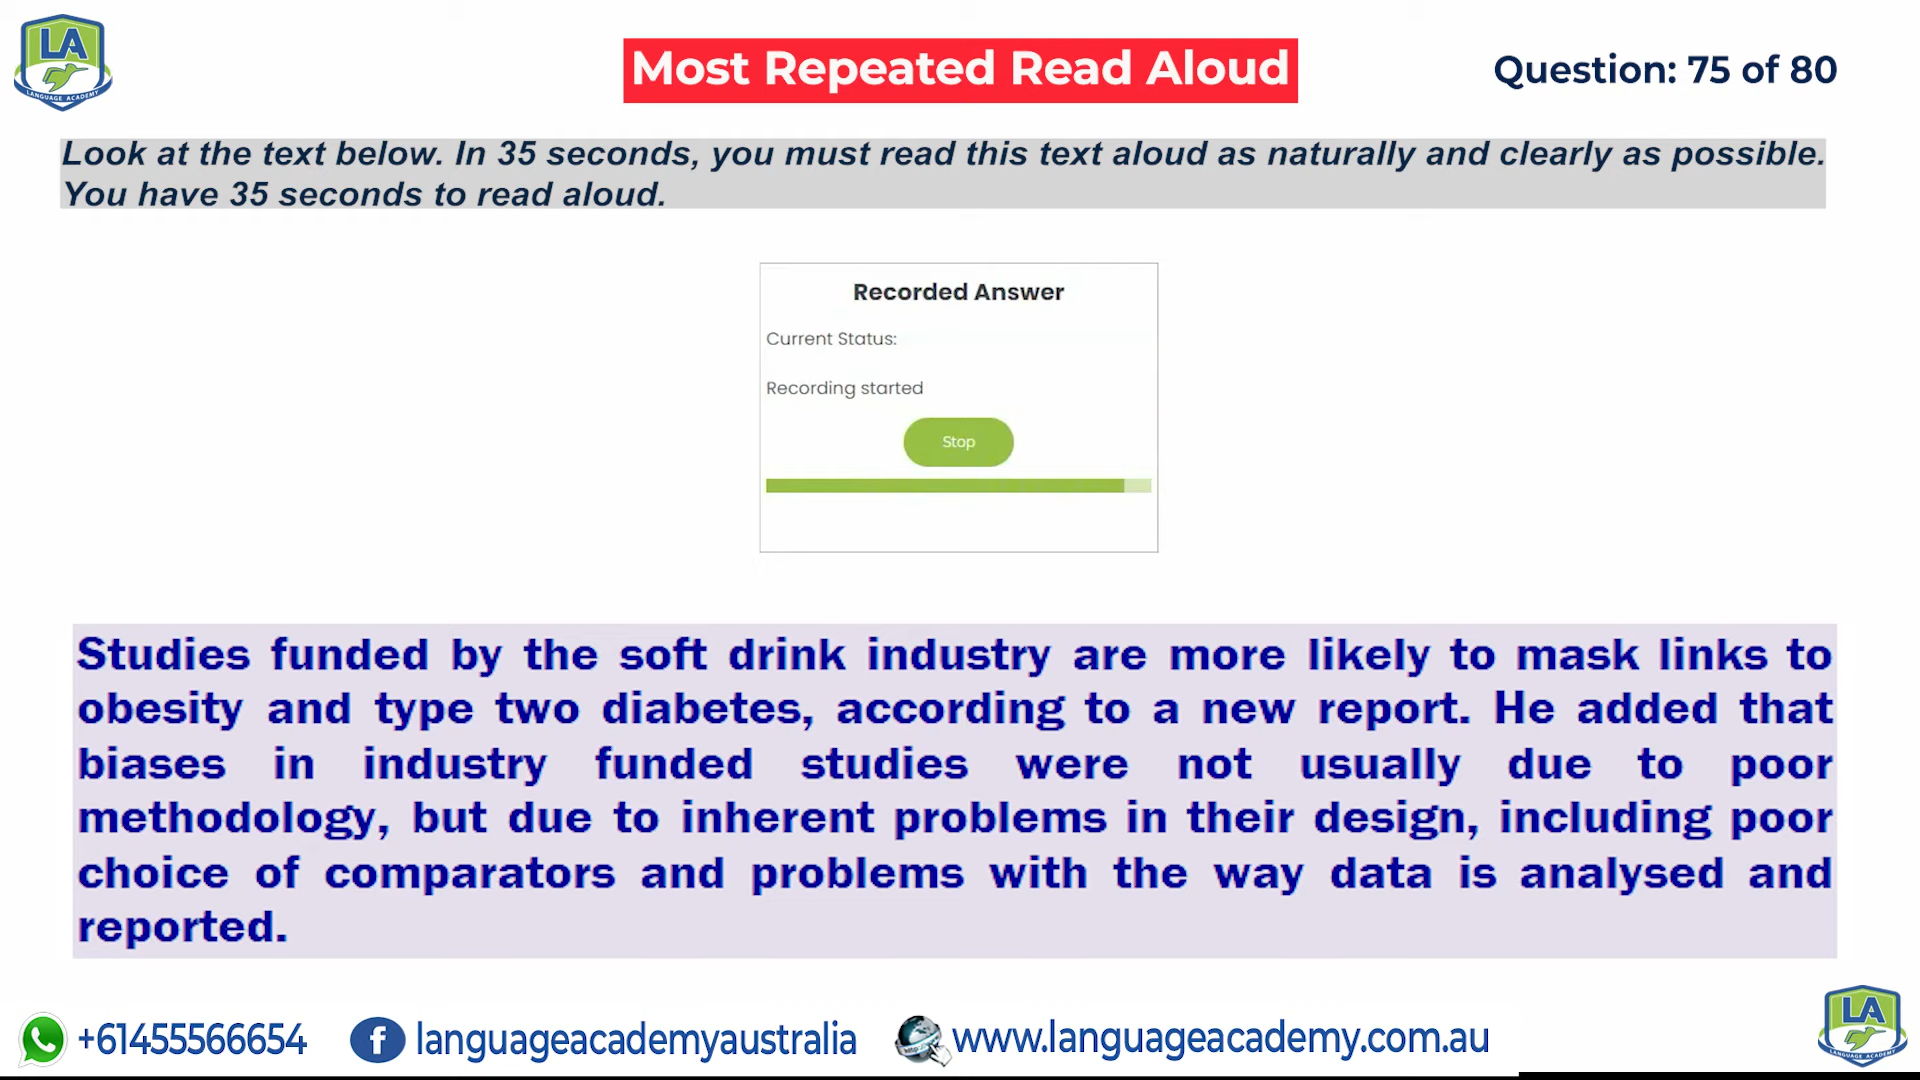 LA
LANGUAGE ACADEMY
Most Repeated Read Aloud
Question: 75 of 80
Look at the text below. In 35 seconds, you must read this text aloud as naturally and clearly as possible.
You have 35 seconds to read aloud.
Recorded Answer
Current Status:
Recording started
Stop
Studies funded by the soft drink industry are more likely to mask links to
obesity and type two diabetes, according to a new report. He added that
biases in industry funded studies were not usually due to poor
methodology, but due to inherent problems in their design, including poor
choice of comparators and problems with the way data is analysed and
reported.
+61455566654
languageacademyaustralia
www.languageacademy.com.au
LA
LANGUAGE ACADEMY